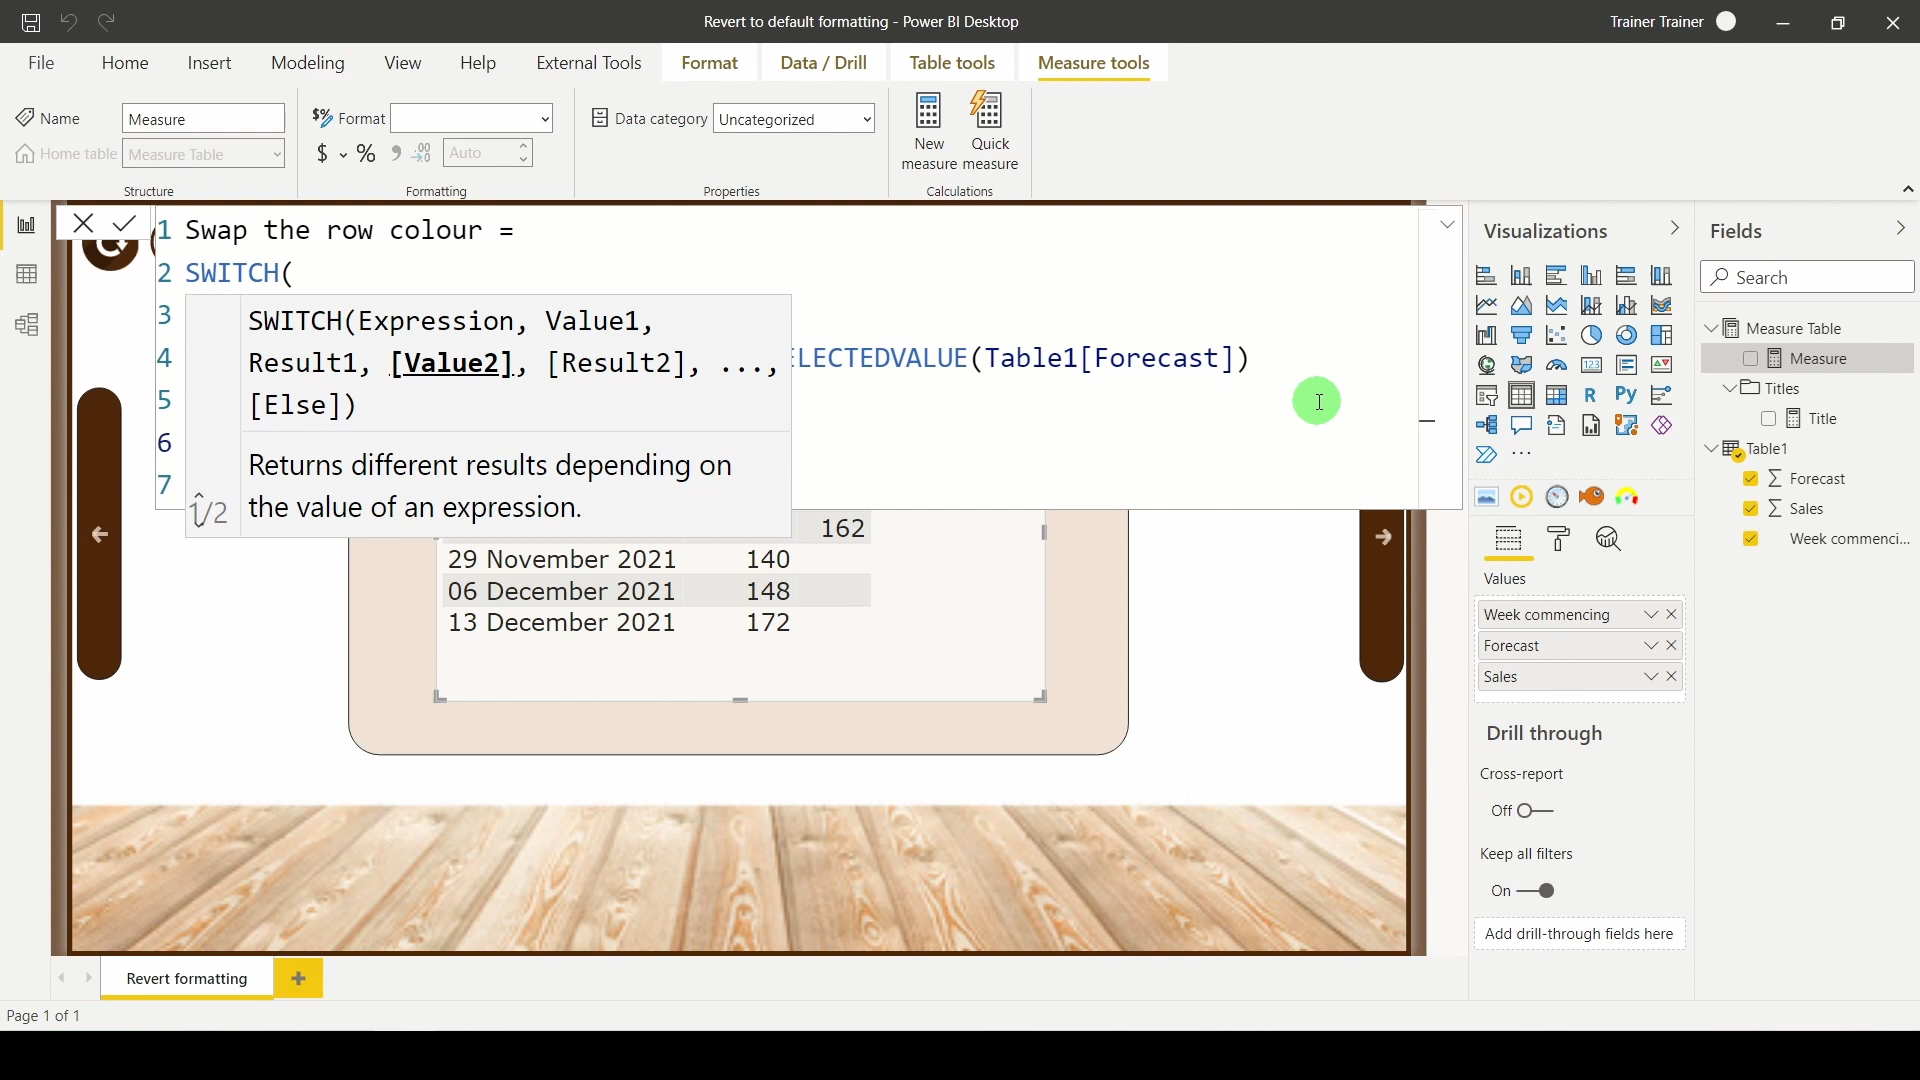 Revert to default formatting - Power BI Desktop
Trainer Trainer
File Home Insert Modeling View Help External Tools Format Data / Drill Table tools Measure tools
Name Measure
Home table Measure Table
Structure
$% Format
$ % , .00 Auto
Formatting
Data category Uncategorized
Properties
New measure
Quick measure
Calculations
1 Swap the row colour =
2 SWITCH(
3
4 ELECTEDVALUE(Table1[Forecast])
5
6
7
SWITCH(Expression, Value1,
Result1, [Value2], [Result2], ...,
[Else])
1/2
Returns different results depending on
the value of an expression.
162
29 November 2021 140
06 December 2021 148
13 December 2021 172
Visualizations
R Py
123
...
Values
Week commencing
Forecast
Sales
Drill through
Cross-report
Off
Keep all filters
On
Add drill-through fields here
Fields
Search
Measure Table
Measure
Titles
Title
Table1
Forecast
Sales
Week commenci...
Revert formatting
+
Page 1 of 1